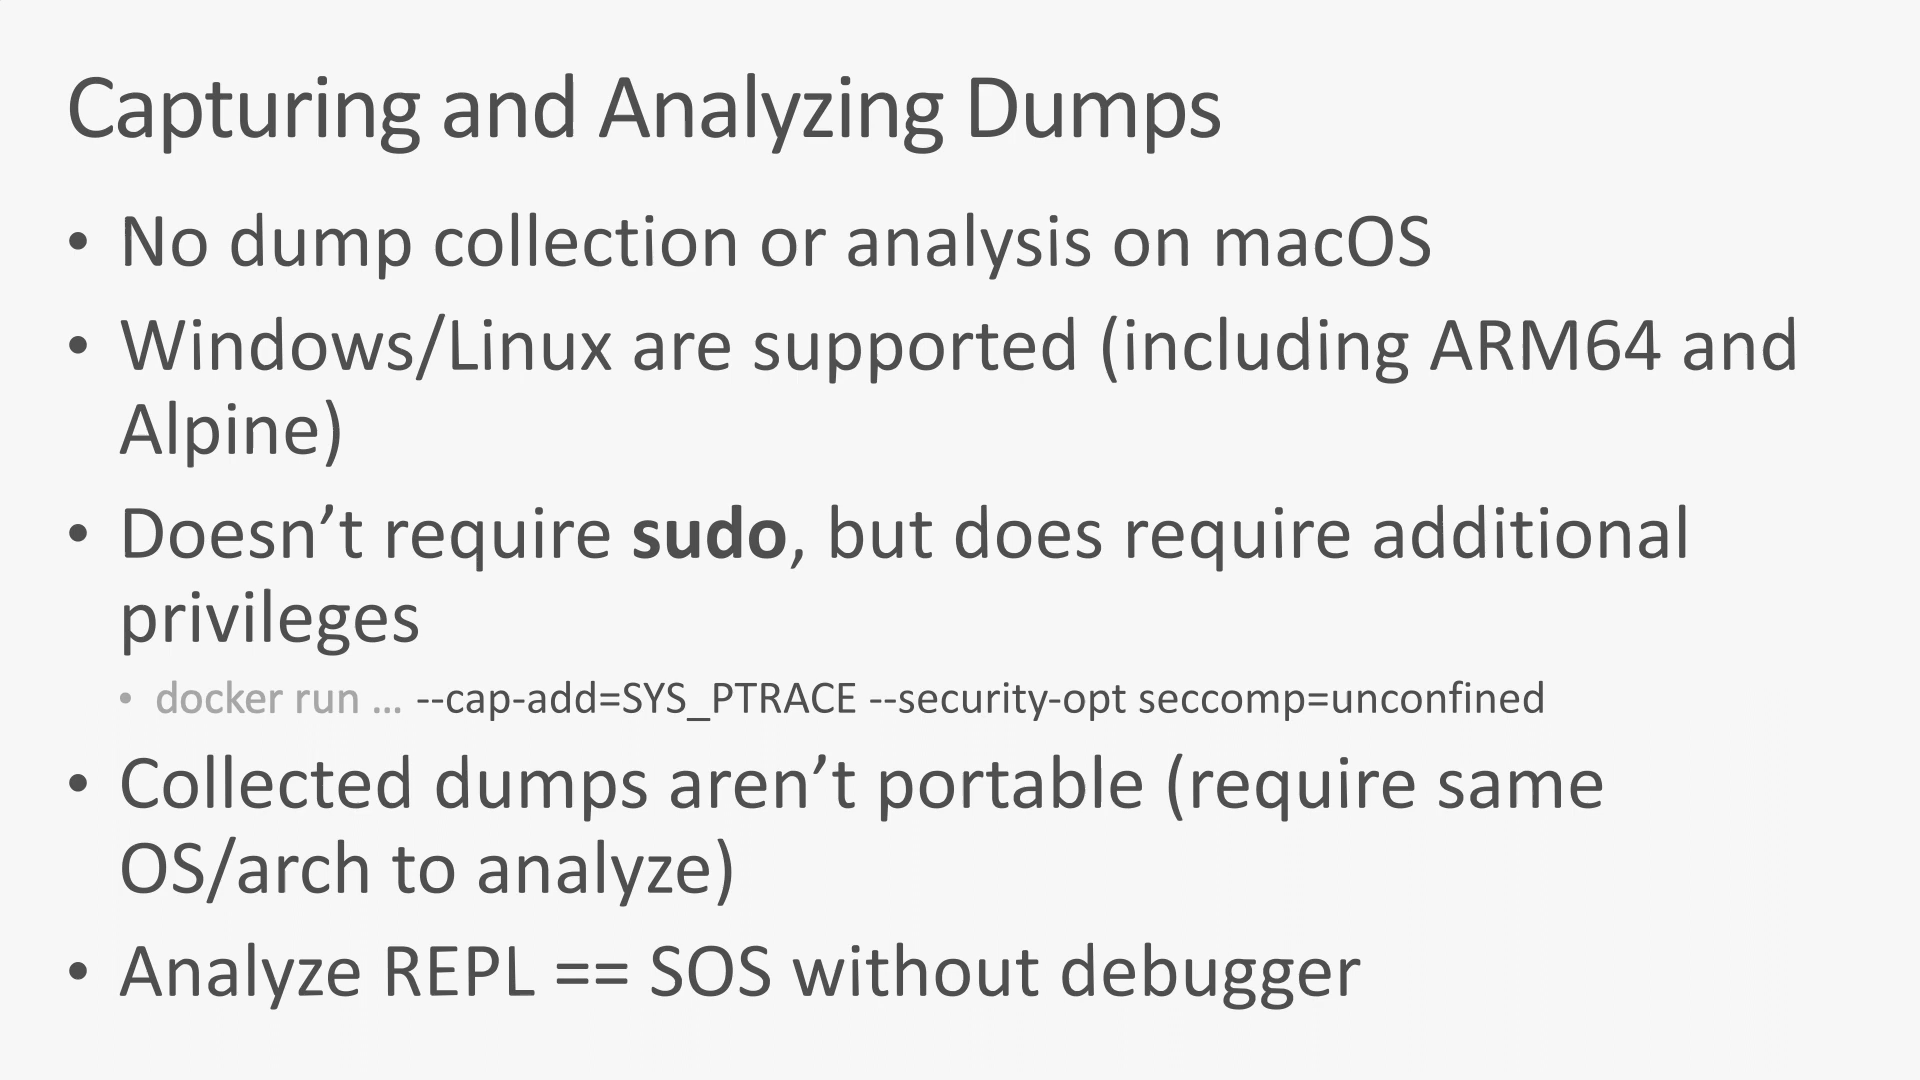 Capturing and Analyzing Dumps
• No dump collection or analysis on macOS
• Windows/Linux are supported (including ARM64 and
Alpine)
• Doesn’t require sudo, but does require additional
privileges
• docker run ... --cap-add=SYS_PTRACE --security-opt seccomp=unconfined
• Collected dumps aren’t portable (require same
OS/arch to analyze)
• Analyze REPL == SOS without debugger